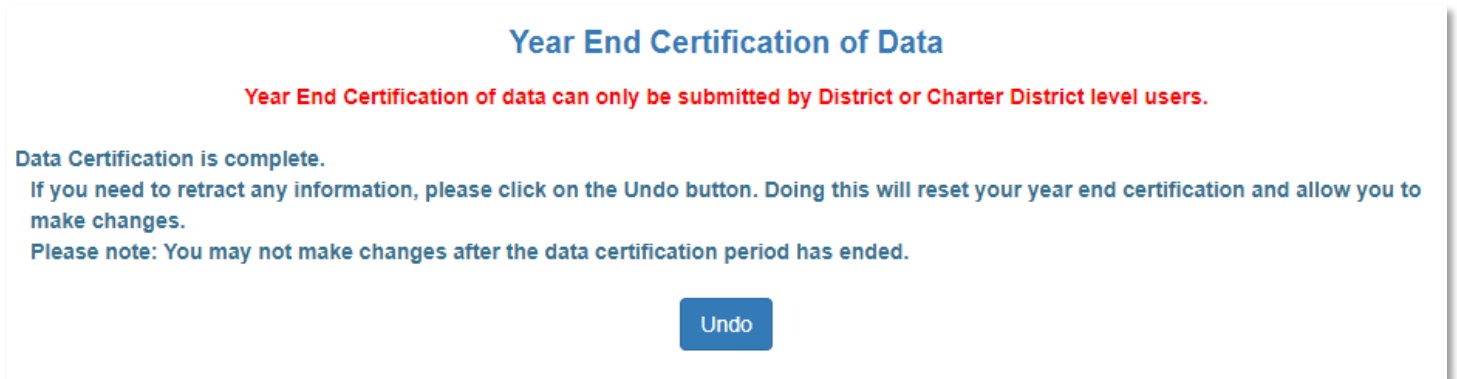 Year End Certification of Data
Year End Certification of data can only be submitted by District or Charter District level users.
Data Certification is complete.
If you need to retract any information, please click on the Undo button. Doing this will reset your year end certification and allow you to
make changes.
Please note: You may not make changes after the data certification period has ended.
Undo